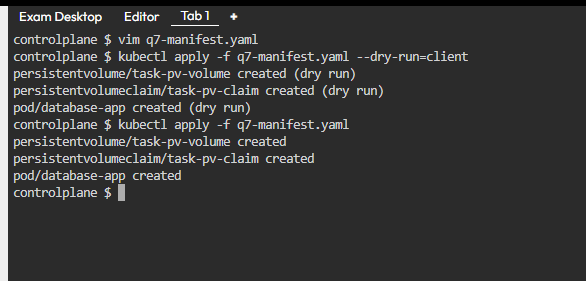 Exam Desktop Editor Tab 1 +
controlplane $ vim q7-manifest.yaml
controlplane $ kubectl apply -f q7-manifest.yaml --dry-run=client
persistentvolume/task-pv-volume created (dry run)
persistentvolumeclaim/task-pv-claim created (dry run)
pod/database-app created (dry run)
controlplane $ kubectl apply -f q7-manifest.yaml
persistentvolume/task-pv-volume created
persistentvolumeclaim/task-pv-claim created
pod/database-app created
controlplane $